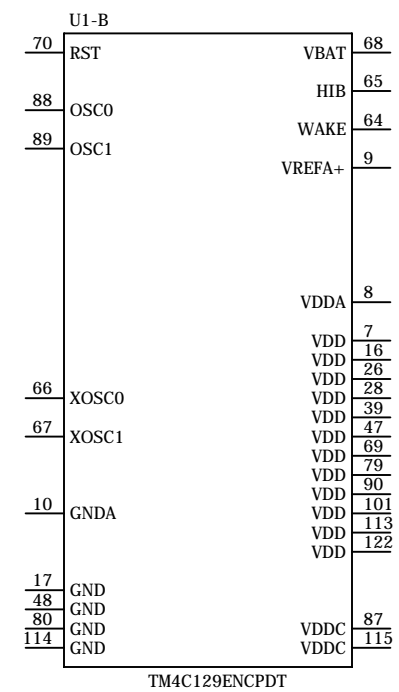 U1-B
70 RST VBAT 68
HIB 65
88 OSC0
WAKE 64
89 OSC1
VREFA+ 9
VDDA 8
VDD 7
VDD 16
VDD 26
66 XOSC0 VDD 28
VDD 39
67 XOSC1 VDD 47
VDD 69
VDD 79
VDD 90
10 GNDA VDD 101
VDD 113
VDD 122
17 GND
48 GND
80 GND VDDC 87
114 GND VDDC 115
TM4C129ENCPDT